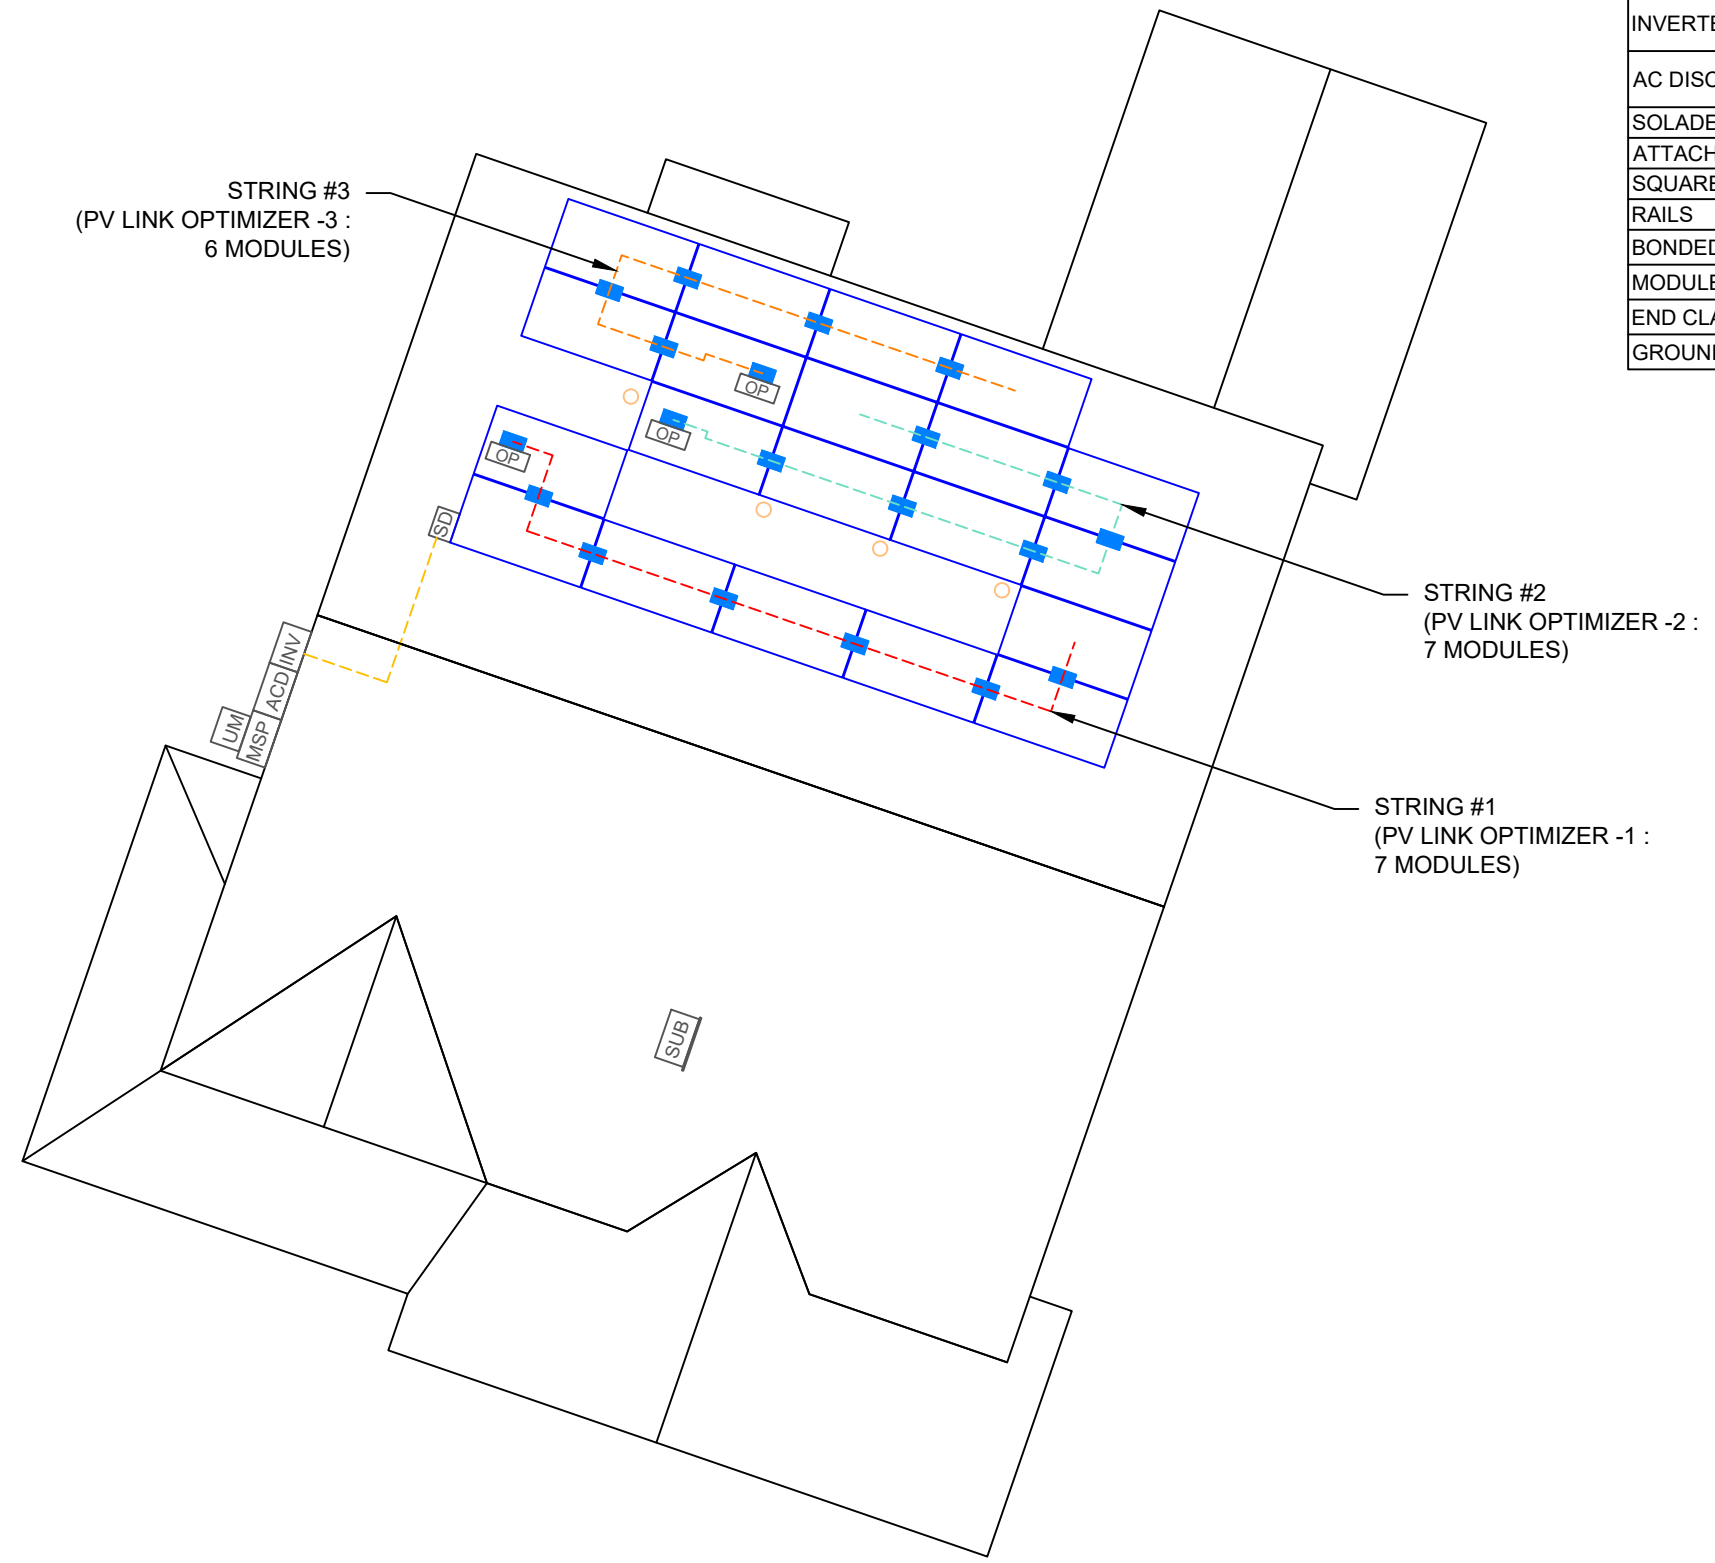 INVERTE
AC DISC
SOLADE
ATTACH
SQUARE
RAILS
BONDED
MODULE
END CLA
GROUN
STRING #3
(PV LINK OPTIMIZER -3 :
6 MODULES)
OP
OP
OP
SD
STRING #2
(PV LINK OPTIMIZER -2 :
7 MODULES)
INV
ACD
UM
MSP
STRING #1
(PV LINK OPTIMIZER -1 :
7 MODULES)
SUB